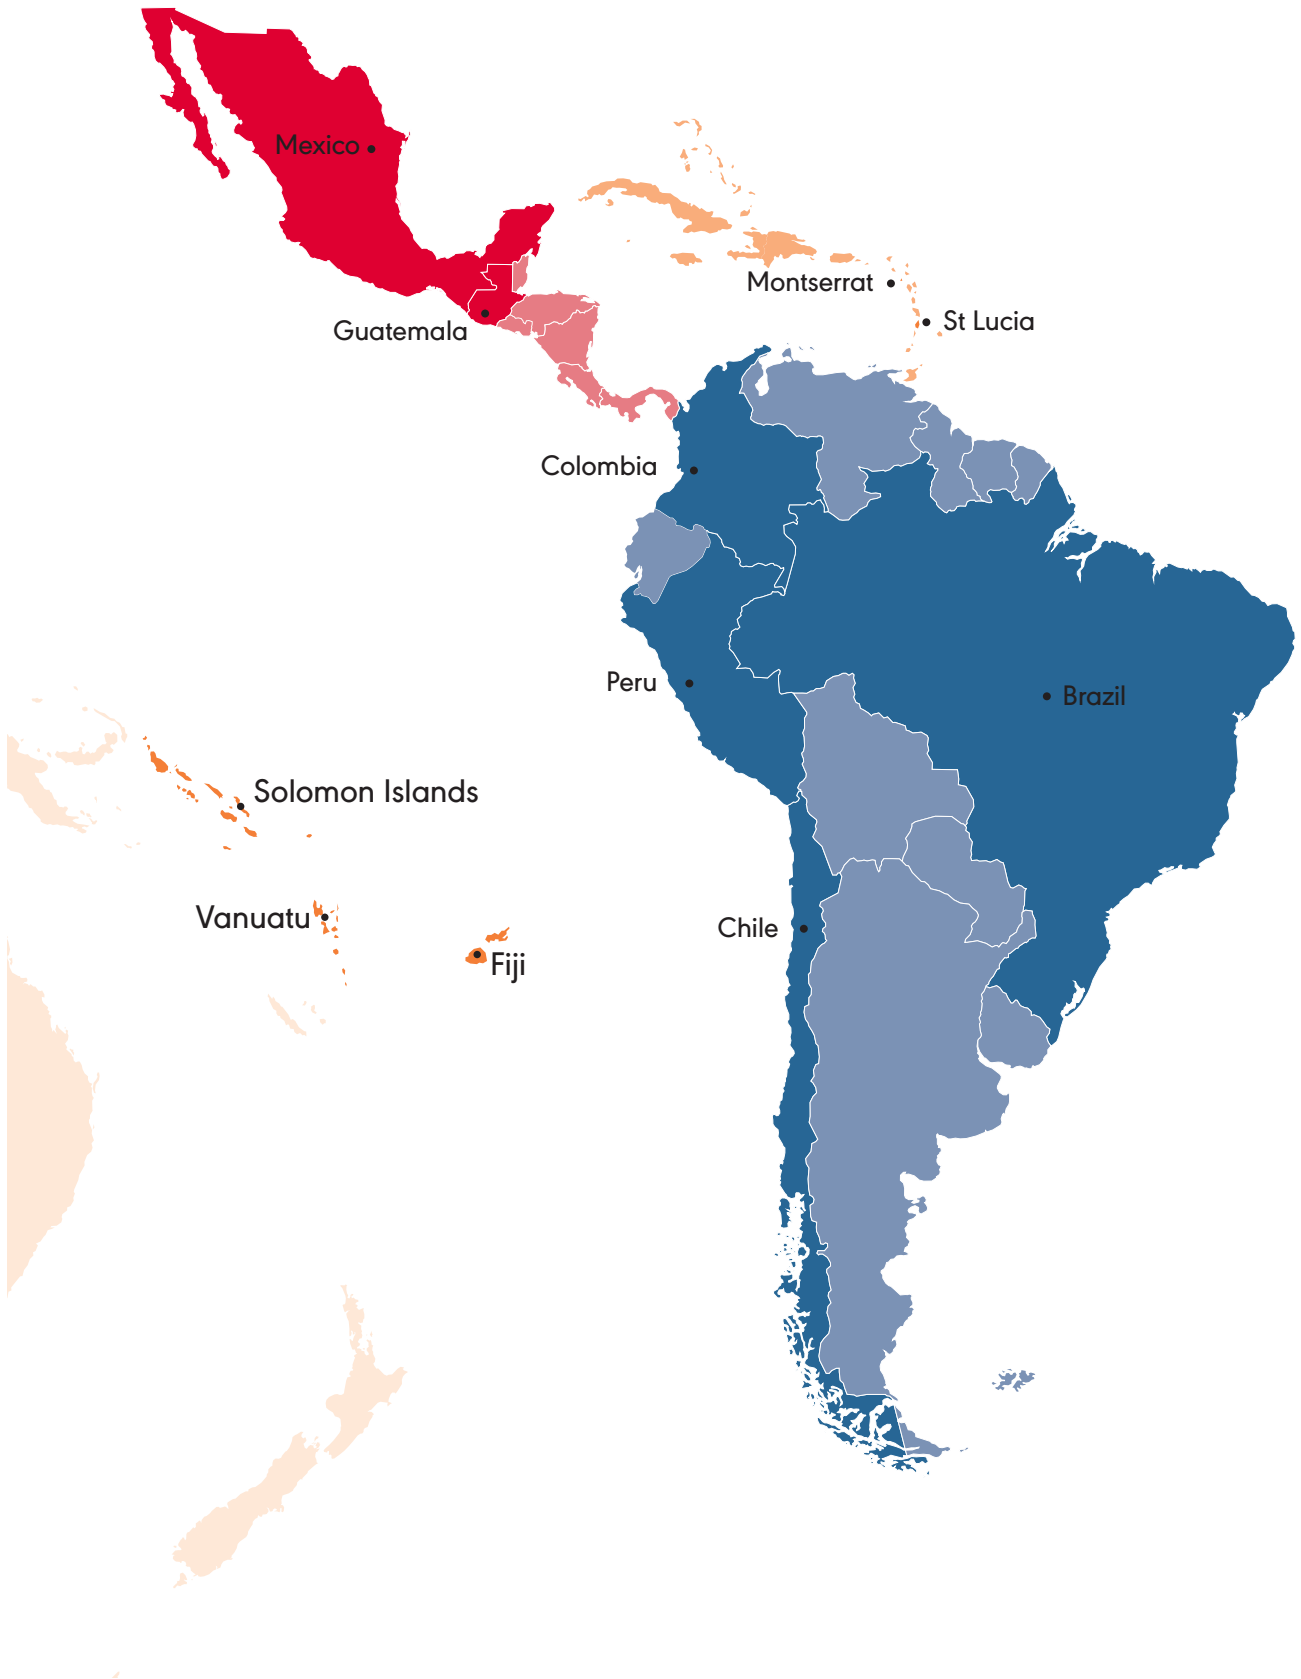 Mexico
Montserrat
St Lucia
Guatemala
Colombia
Peru
Brazil
Solomon Islands
Vanuatu
Chile
Fiji